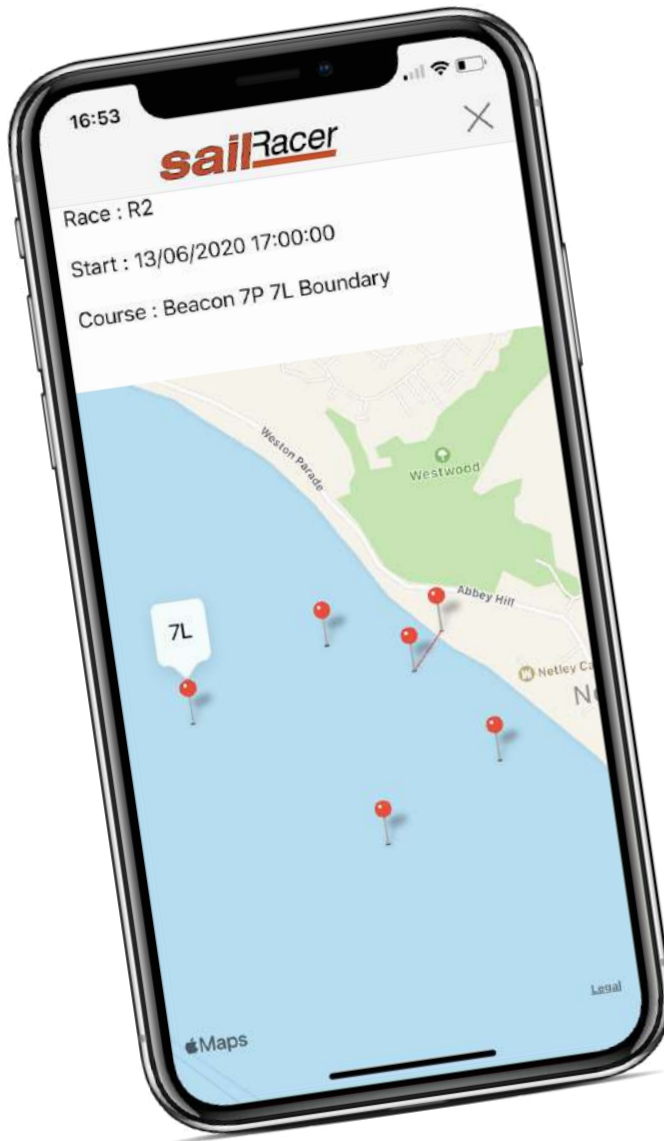 16:53
sailRacer
Race : R2
Start : 13/06/2020 17:00:00
Course : Beacon 7P 7L Boundary
Weston Parade
Westwood
Abbey Hill
7L
Netley
Maps
Legal